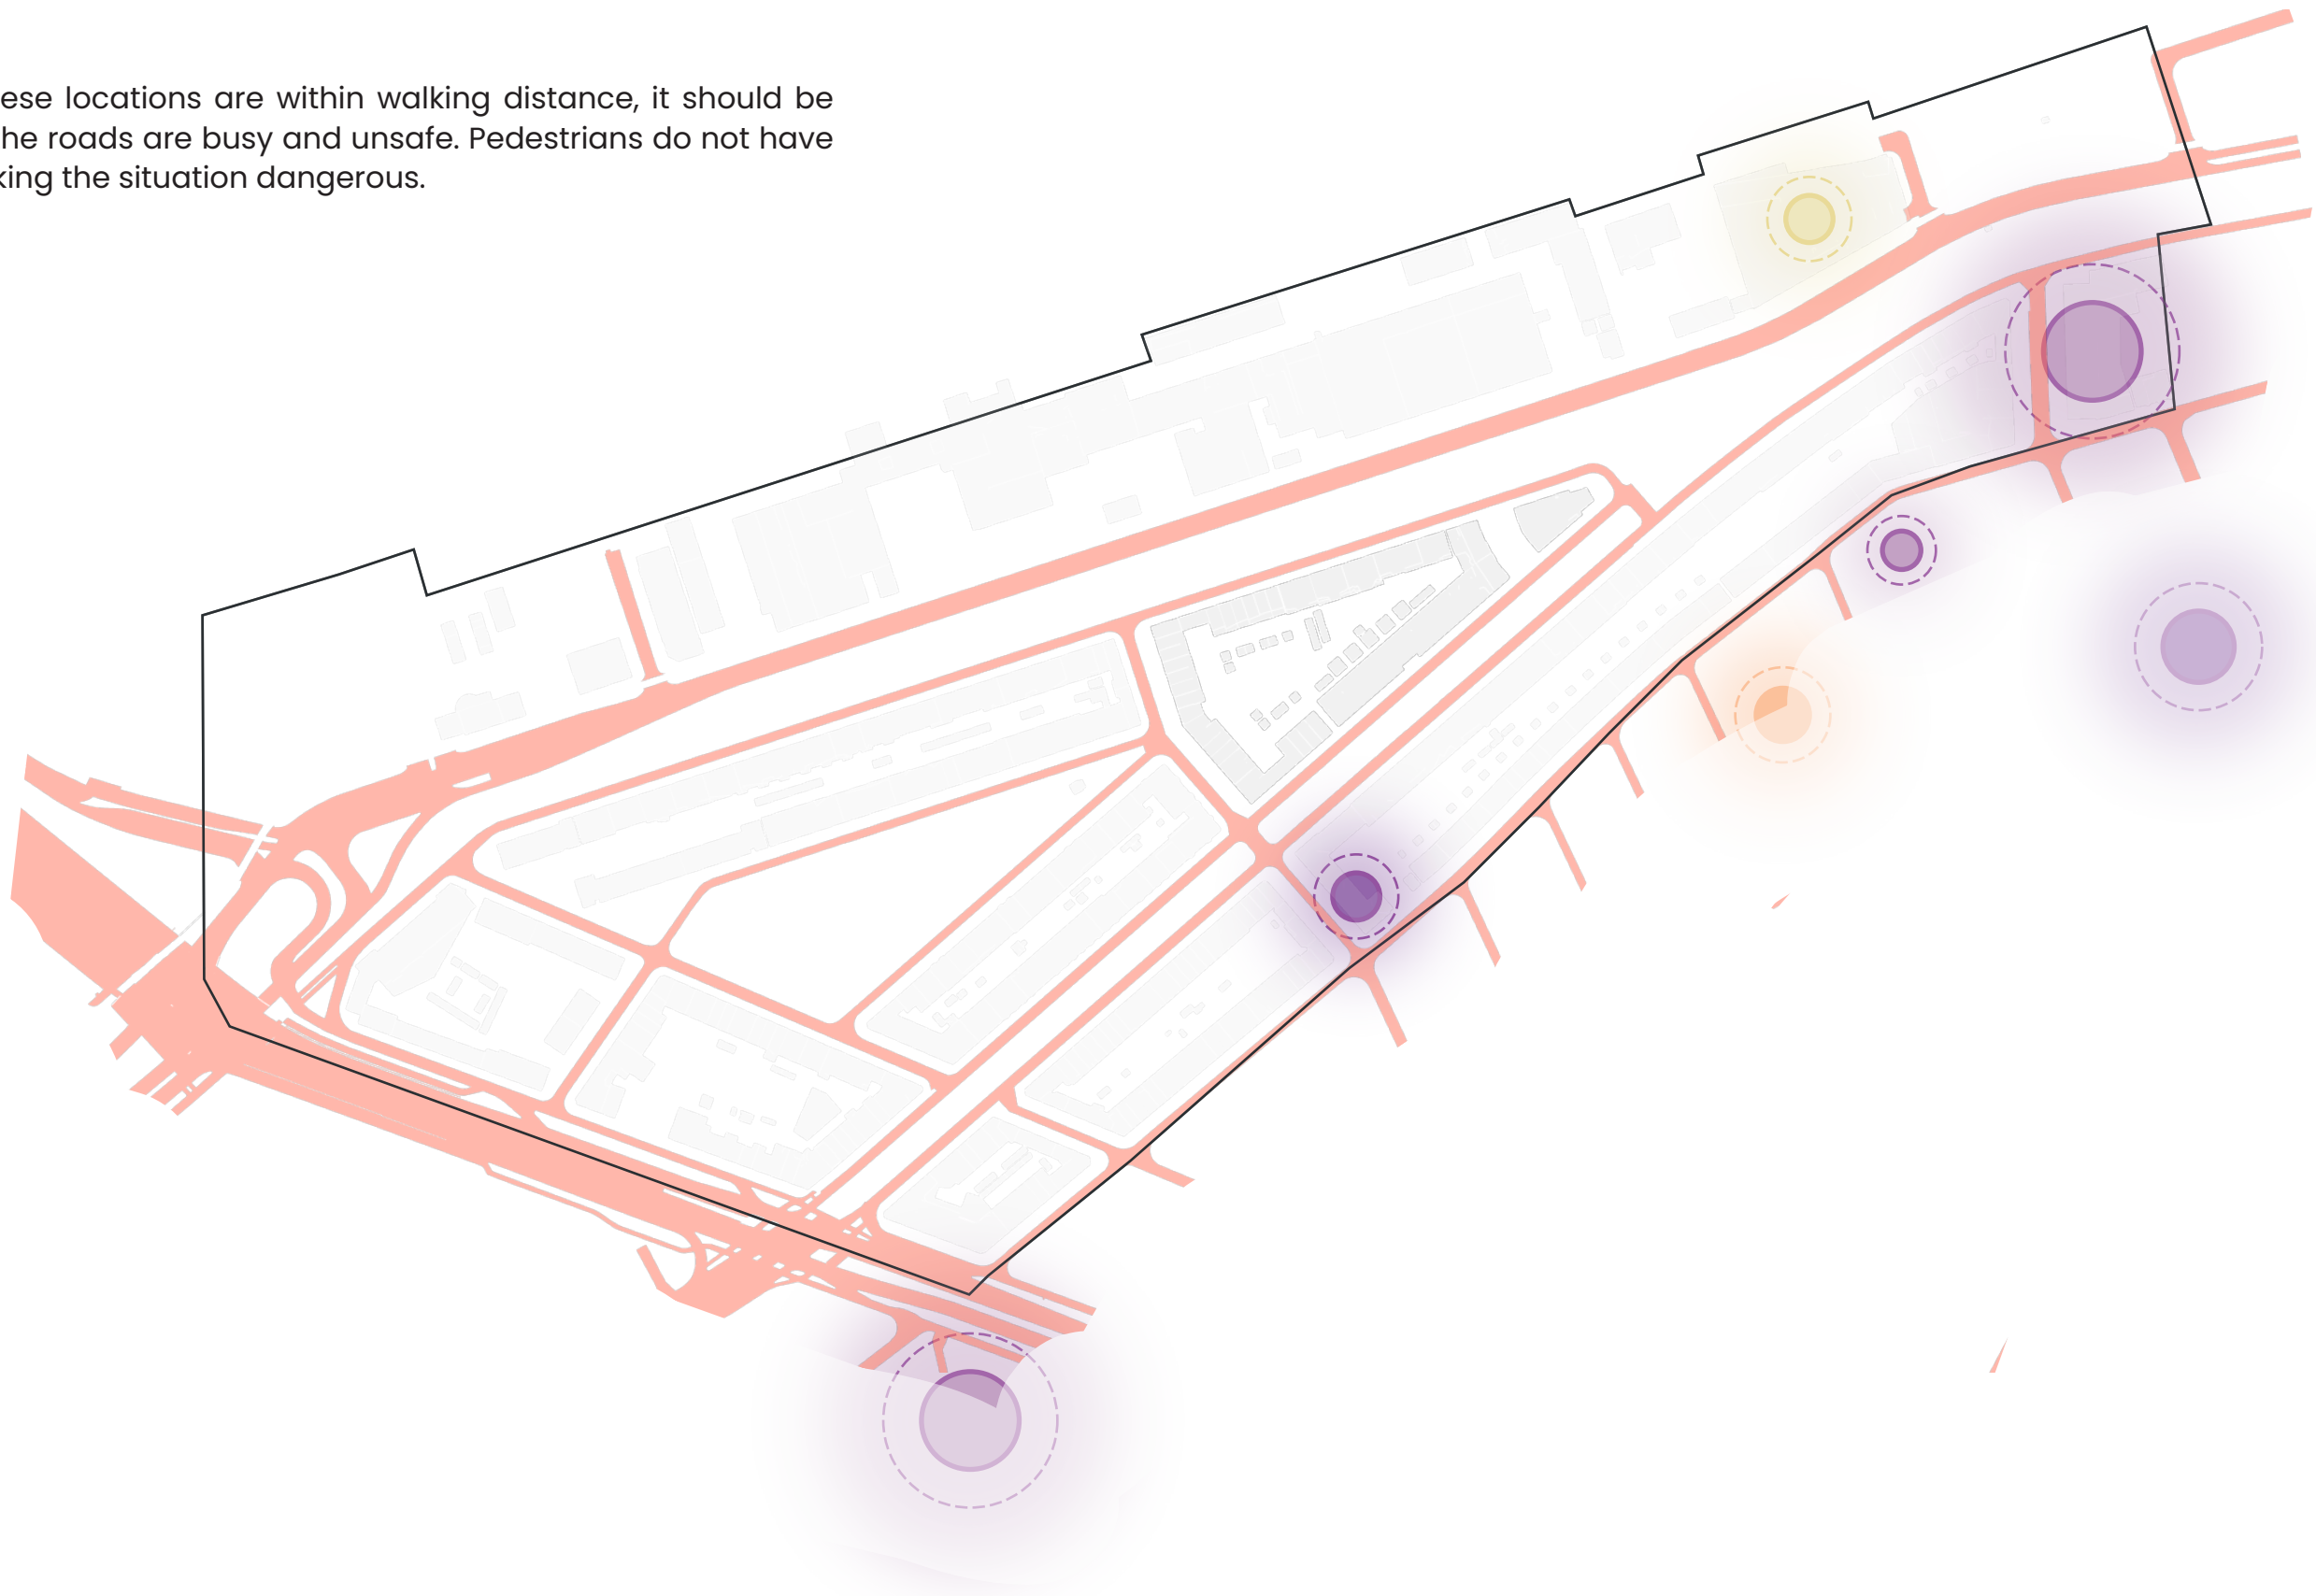 ese locations are within walking distance, it should be
he roads are busy and unsafe. Pedestrians do not have
king the situation dangerous.